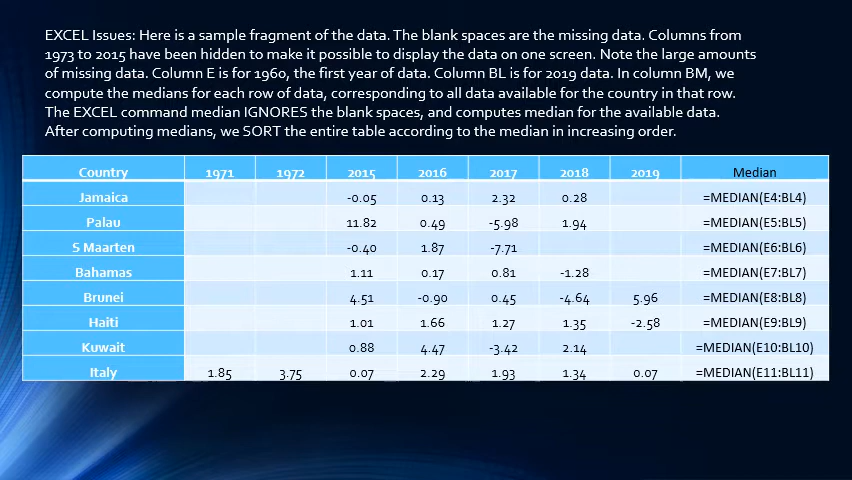 EXCEL Issues: Here is a sample fragment of the data. The blank spaces are the missing data. Columns from
1973 to 2015 have been hidden to make it possible to display the data on one screen. Note the large amounts
of missing data. Column E is for 1960, the first year of data. Column BL is for 2019 data. In column BM, we
compute the medians for each row of data, corresponding to all data available for the country in that row.
The EXCEL command median IGNORES the blank spaces, and computes median for the available data.
After computing medians, we SORT the entire table according to the median in increasing order.
Country 1971 1972 2015 2016 2017 2018 2019 Median
Jamaica -0.05 0.13 2.32 0.28 =MEDIAN(E4:BL4)
Palau 11.82 0.49 -5.98 1.94 =MEDIAN(E5:BL5)
S Maarten -0.40 1.87 -7.71 =MEDIAN(E6:BL6)
Bahamas 1.11 0.17 0.81 -1.28 =MEDIAN(E7:BL7)
Brunei 4.51 -0.90 0.45 -4.64 5.96 =MEDIAN(E8:BL8)
Haiti 1.01 1.66 1.27 1.35 -2.58 =MEDIAN(E9:BL9)
Kuwait 0.88 4.47 -3.42 2.14 =MEDIAN(E10:BL10)
Italy 1.85 3.75 0.07 2.29 1.93 1.34 0.07 =MEDIAN(E11:BL11)